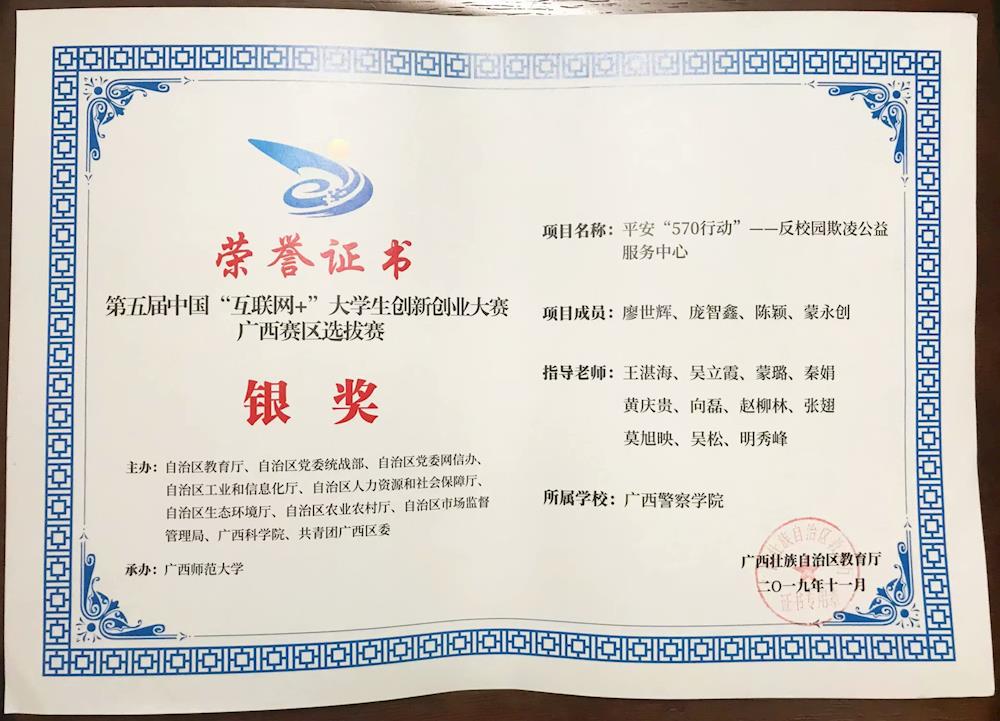 荣誉证书
第五届中国“互联网+”大学生创新创业大赛
广西赛区选拔赛
银奖
主办：自治区教育厅、自治区党委统战部、自治区党委网信办、
自治区工业和信息化厅、自治区人力资源和社会保障厅、
自治区生态环境厅、自治区农业农村厅、自治区市场监督
管理局、广西科学院、共青团广西区委
承办：广西师范大学
项目名称：平安“570行动”——反校园欺凌公益
服务中心
项目成员：廖世辉、庞智鑫、陈颖、蒙永创
指导老师：王湛海、吴立霞、蒙璐、秦娟
黄庆贵、向磊、赵柳林、张翅
莫旭映、吴松、明秀峰
所属学校：广西警察学院
广西壮族自治区教育厅
二〇一九年十一月
证书专用章